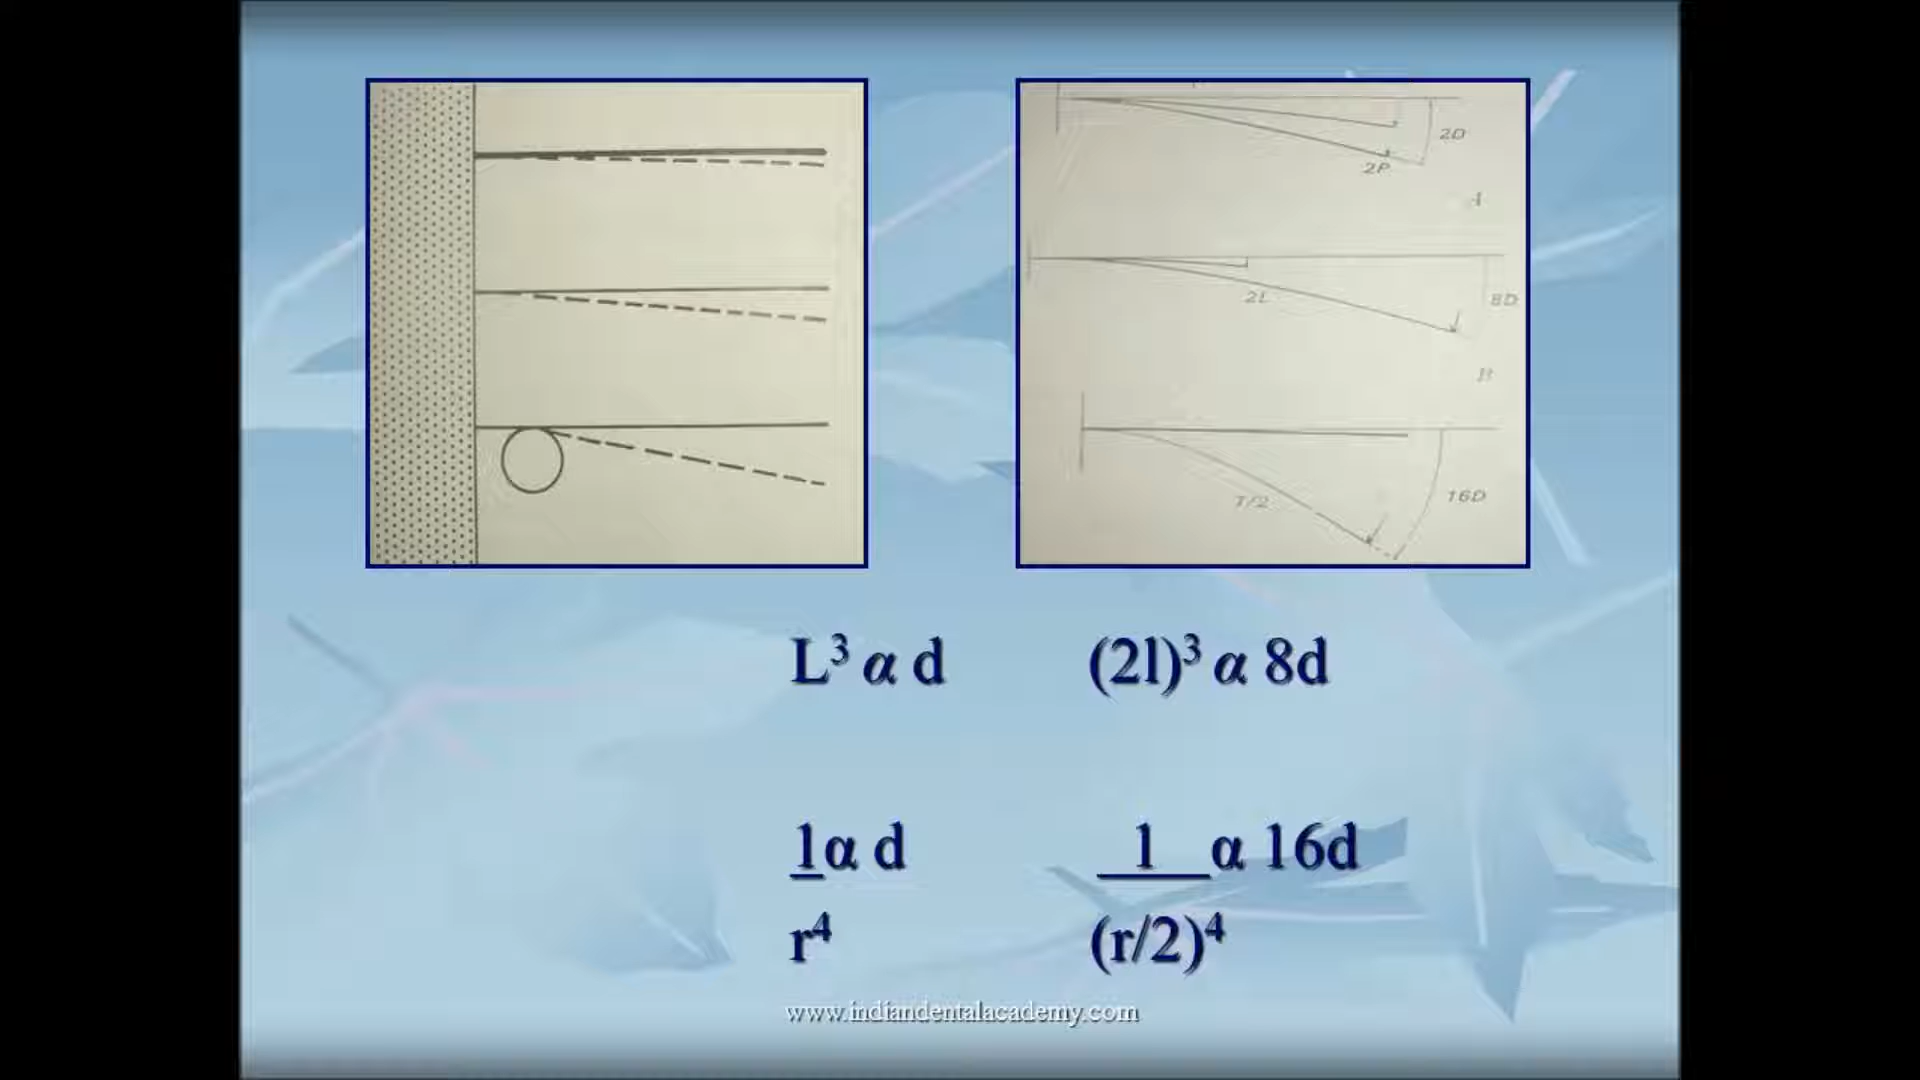 2D
2P
2L
8D
B
T/2
16D
L³ α d
(2l)³ α 8d
1α d
r⁴
1 α 16d
(r/2)⁴
www.indiandentalacademy.com